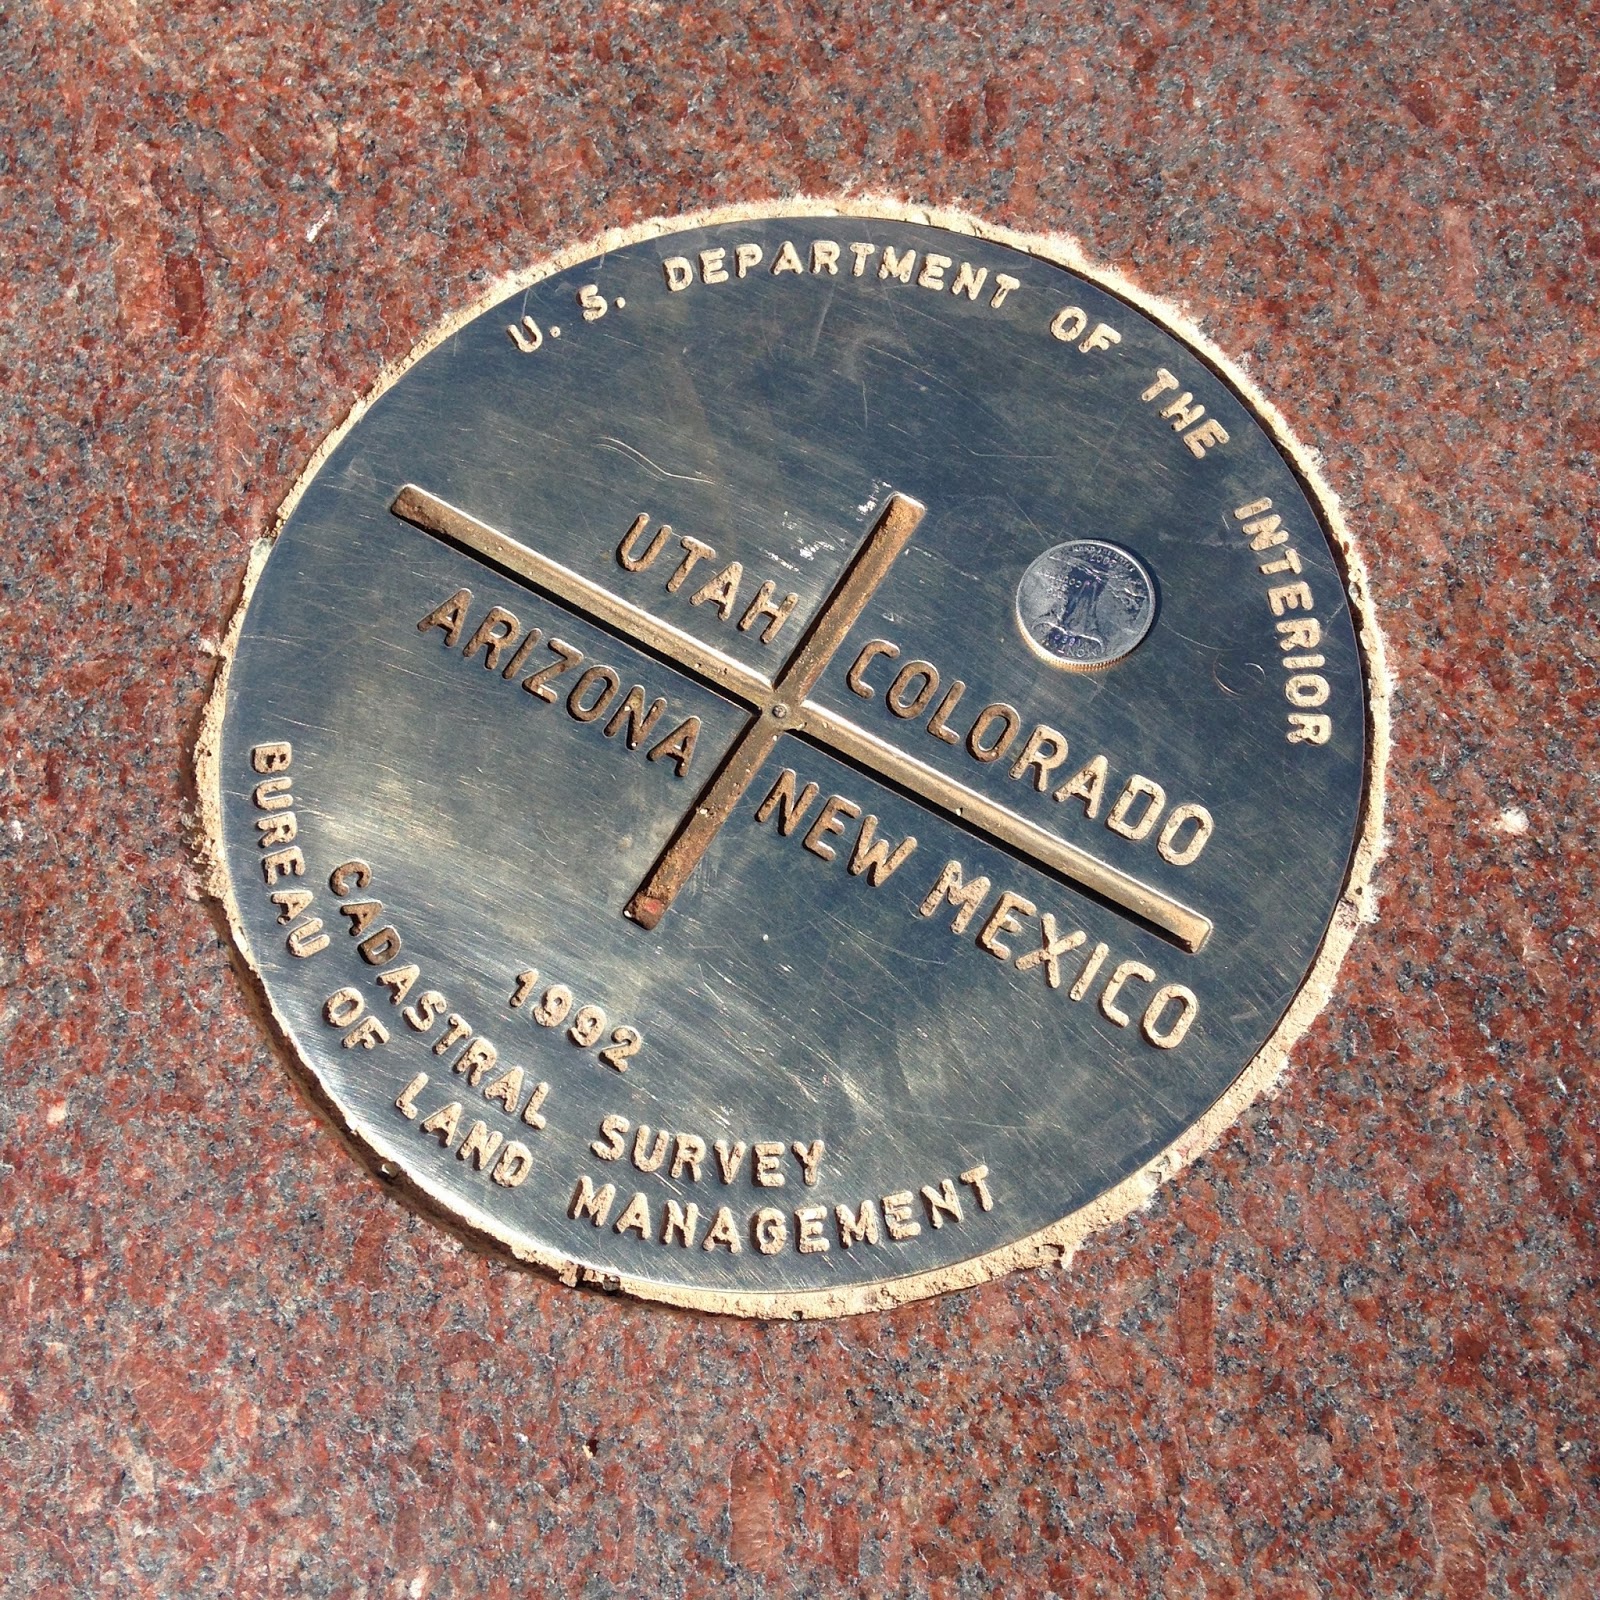 U. S. DEPARTMENT OF THE INTERIOR
UTAH
COLORADO
ARIZONA
NEW MEXICO
1992
CADASTRAL SURVEY
BUREAU OF LAND MANAGEMENT